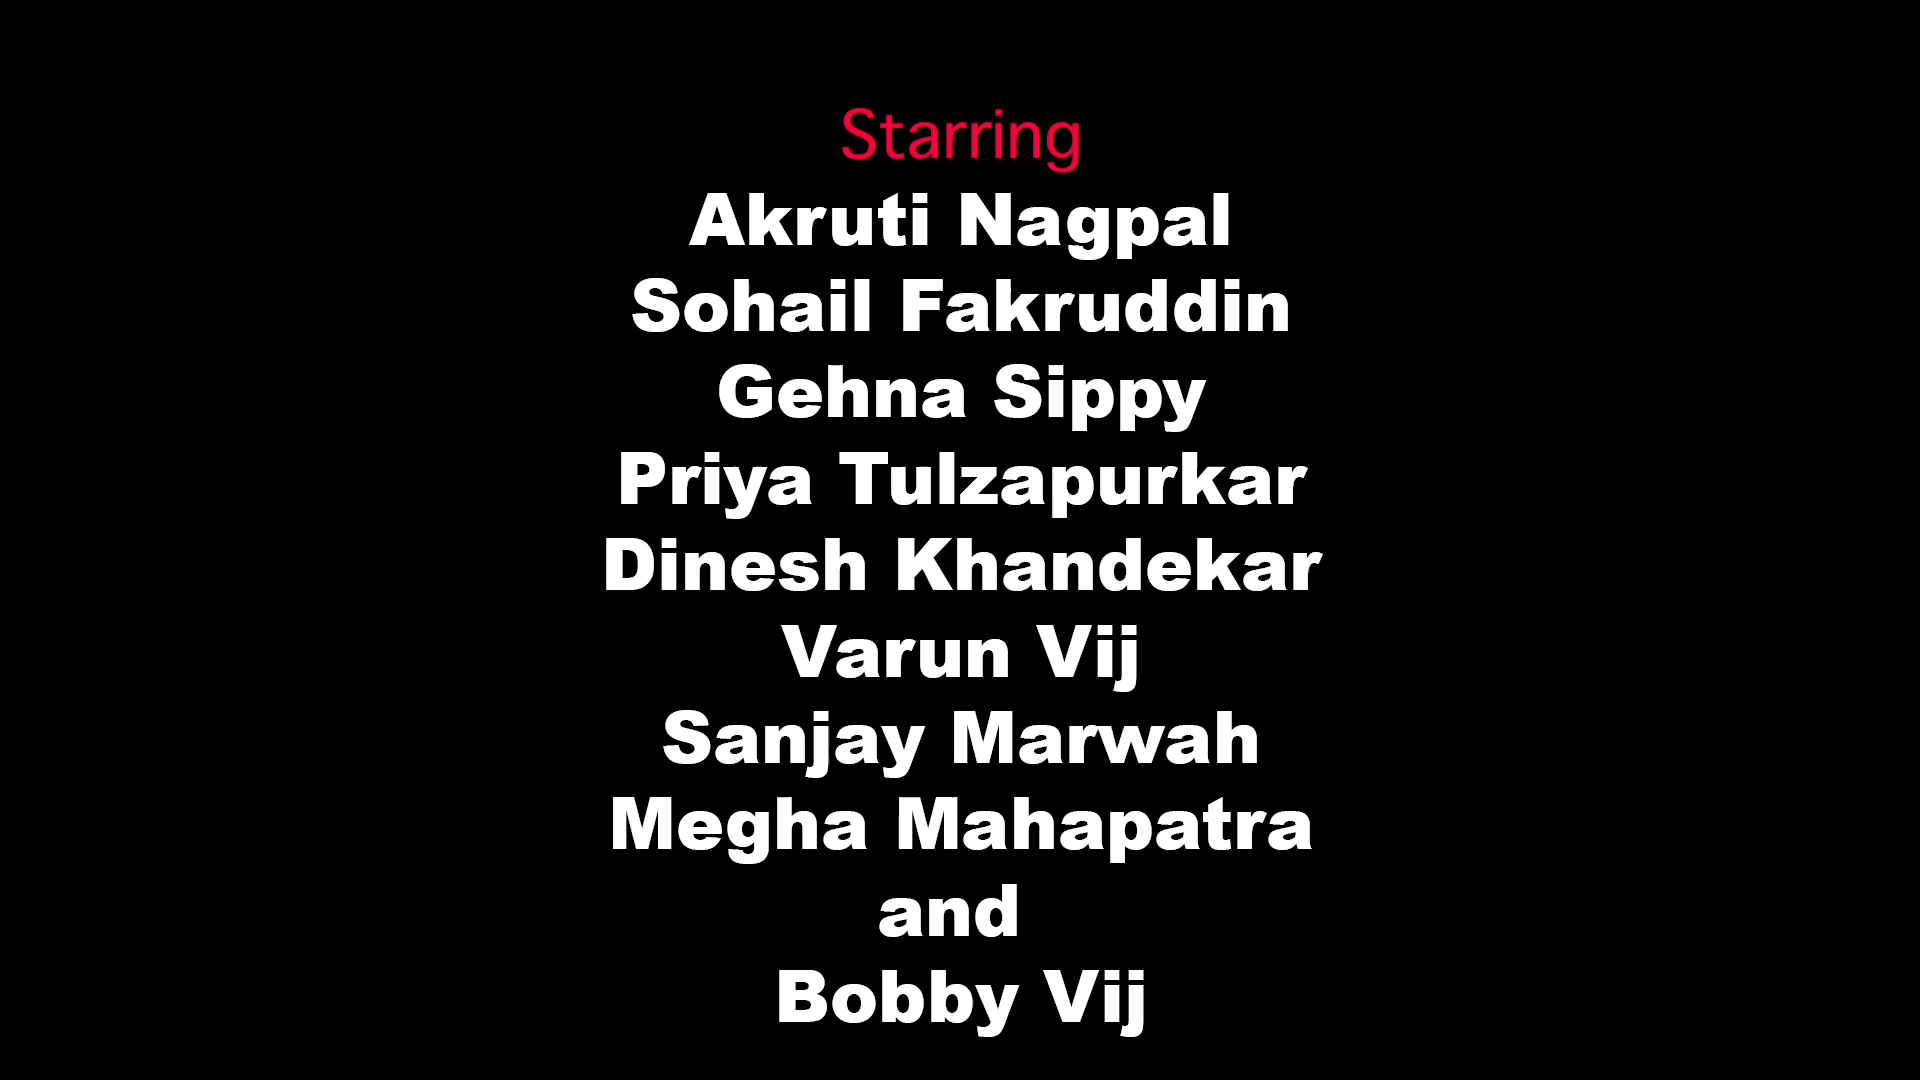 Starring
Akruti Nagpal
Sohail Fakruddin
Gehna Sippy
Priya Tulzapurkar
Dinesh Khandekar
Varun Vij
Sanjay Marwah
Megha Mahapatra
and
Bobby Vij